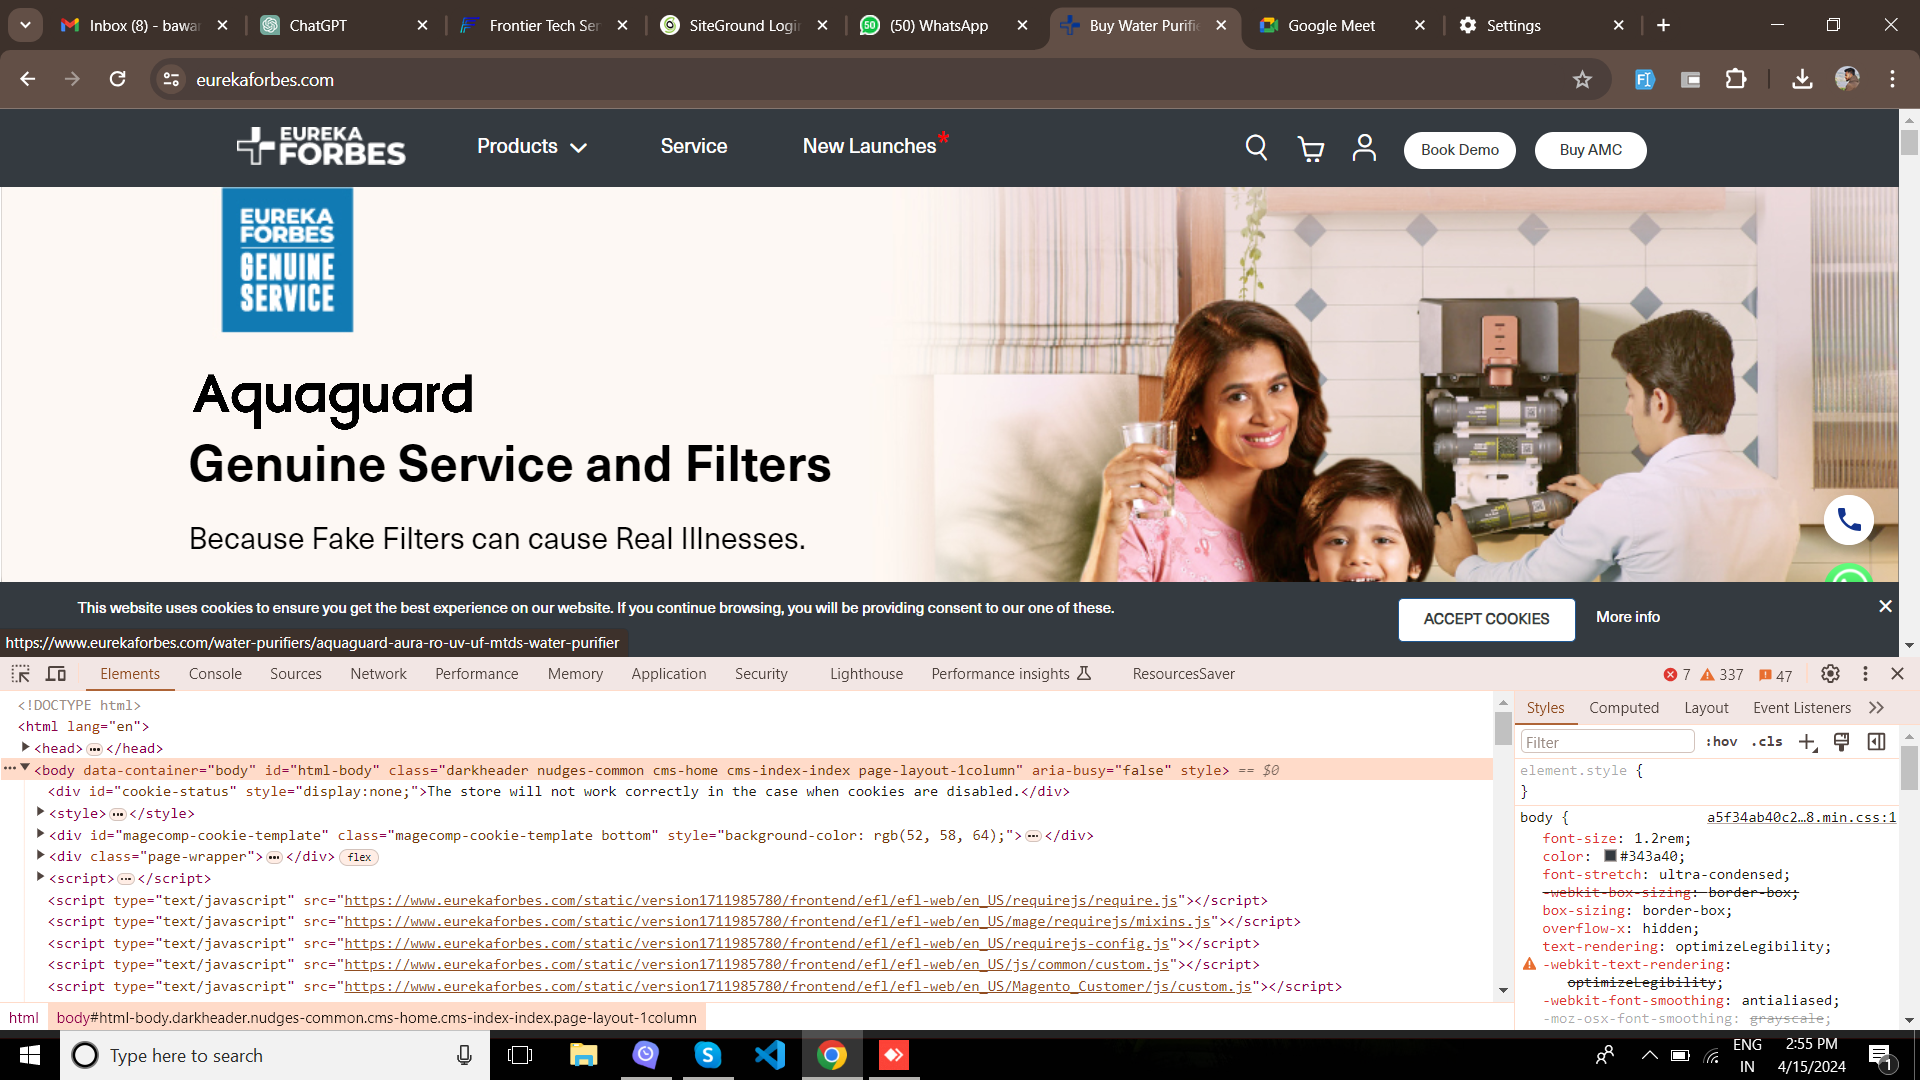 Inbox (8) - bawar
ChatGPT
Frontier Tech Ser
SiteGround Login
(50) WhatsApp
Buy Water Purifie
Google Meet
Settings
eurekaforbes.com
EUREKA
FORBES
Products
Service
New Launches*
Book Demo
Buy AMC
EUREKA
FORBES
GENUINE
SERVICE
Aquaguard
Genuine Service and Filters
Because Fake Filters can cause Real Illnesses.
This website uses cookies to ensure you get the best experience on our website. If you continue browsing, you will be providing consent to our one of these.
ACCEPT COOKIES
More info
https://www.eurekaforbes.com/water-purifiers/aquaguard-aura-ro-uv-uf-mtds-water-purifier
Elements Console Sources Network Performance Memory Application Security Lighthouse Performance insights ResourcesSaver
7 337 47
<!DOCTYPE html>
<html lang="en">
<head> … </head>
<body data-container="body" id="html-body" class="darkheader nudges-common cms-home cms-index-index page-layout-1column" aria-busy="false" style> == $0
<div id="cookie-status" style="display:none;">The store will not work correctly in the case when cookies are disabled.</div>
<style> … </style>
<div id="magecomp-cookie-template" class="magecomp-cookie-template bottom" style="background-color: rgb(52, 58, 64);"> … </div>
<div class="page-wrapper"> … </div> flex
<script> … </script>
<script type="text/javascript" src="https://www.eurekaforbes.com/static/version1711985780/frontend/efl/efl-web/en_US/requirejs/require.js"></script>
<script type="text/javascript" src="https://www.eurekaforbes.com/static/version1711985780/frontend/efl/efl-web/en_US/mage/requirejs/mixins.js"></script>
<script type="text/javascript" src="https://www.eurekaforbes.com/static/version1711985780/frontend/efl/efl-web/en_US/requirejs-config.js"></script>
<script type="text/javascript" src="https://www.eurekaforbes.com/static/version1711985780/frontend/efl/efl-web/en_US/js/common/custom.js"></script>
<script type="text/javascript" src="https://www.eurekaforbes.com/static/version1711985780/frontend/efl/efl-web/en_US/Magento_Customer/js/custom.js"></script>
html body#html-body.darkheader.nudges-common.cms-home.cms-index-index.page-layout-1column
Styles Computed Layout Event Listeners
Filter :hov .cls
element.style {
}
body { a5f34ab40c2…8.min.css:1
font-size: 1.2rem;
color: #343a40;
font-stretch: ultra-condensed;
-webkit-box-sizing: border-box;
box-sizing: border-box;
overflow-x: hidden;
text-rendering: optimizeLegibility;
-webkit-text-rendering:
optimizeLegibility;
-webkit-font-smoothing: antialiased;
-moz-osx-font-smoothing: grayscale;
Type here to search
ENG
IN
2:55 PM
4/15/2024
1